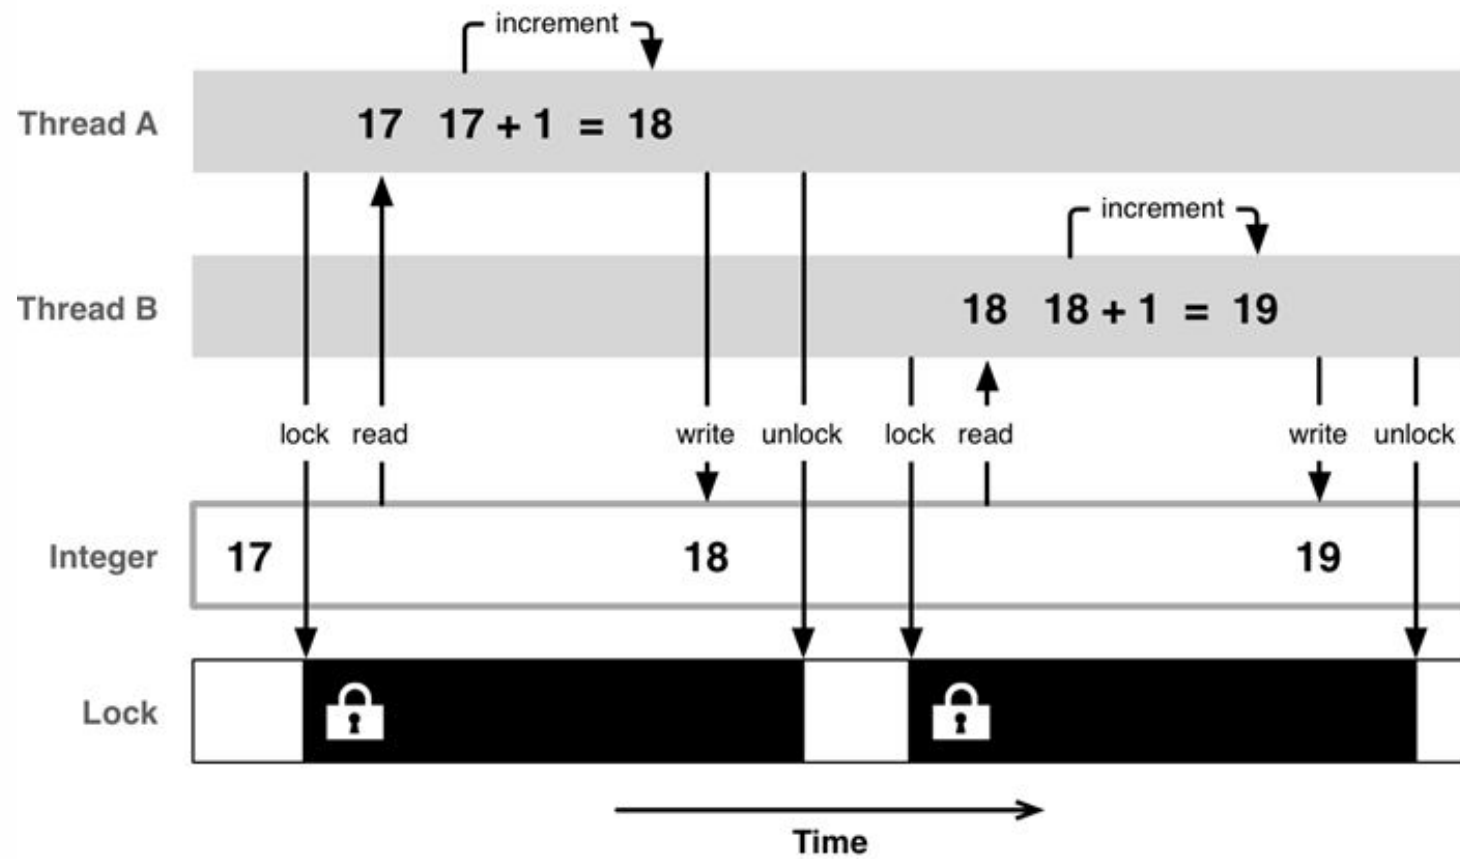 increment
Thread A 17 17 + 1 = 18
increment
Thread B 18 18 + 1 = 19
lock read write unlock lock read write unlock
Integer 17 18 19
Lock
Time